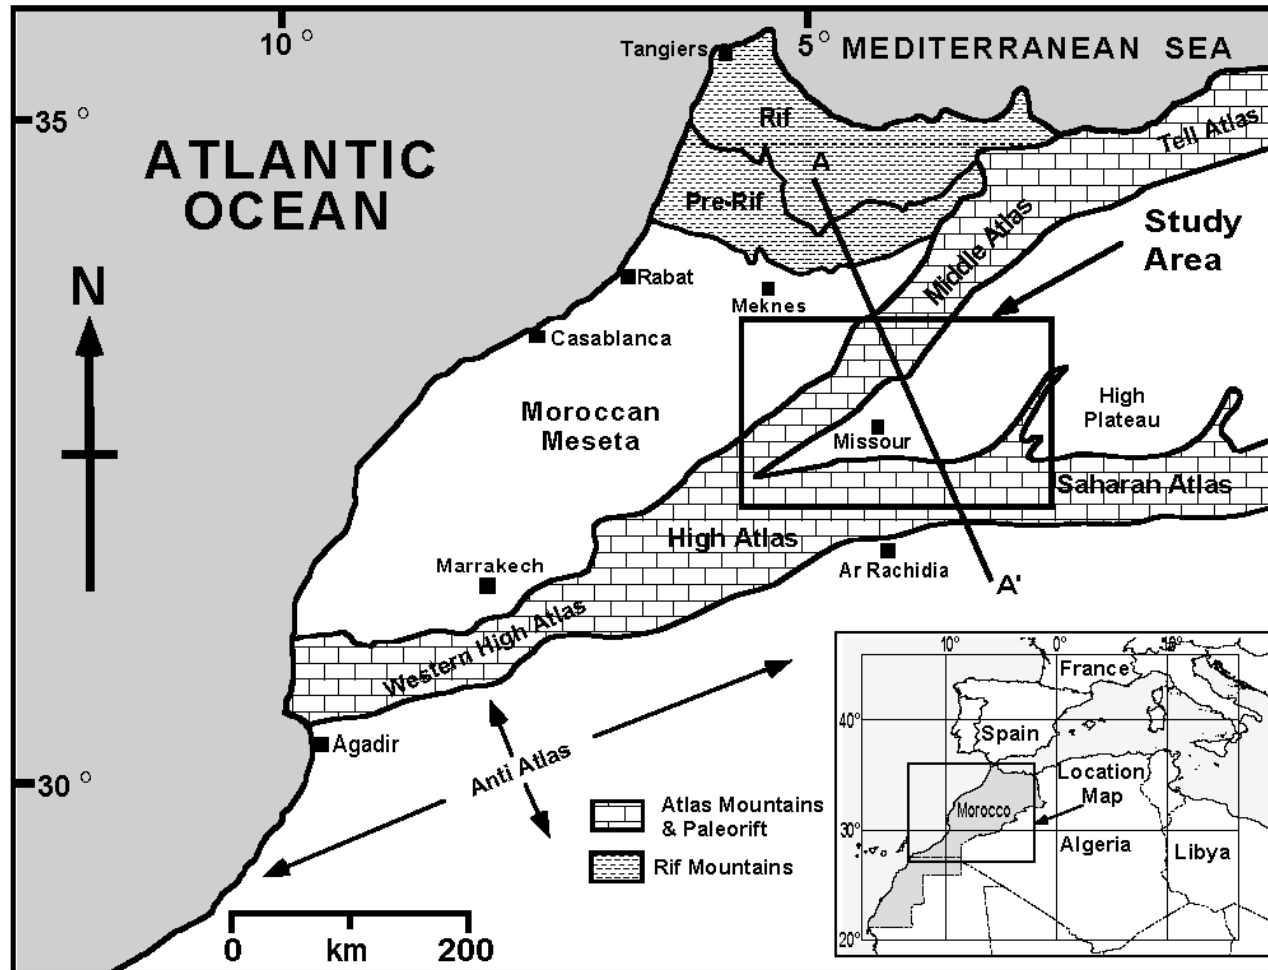 10°
5°
MEDITERRANEAN SEA
Tangiers
35°
Rif
Tell Atlas
ATLANTIC
OCEAN
A
Pre-Rif
Study
Area
Middle Atlas
N
Rabat
Meknes
Casablanca
Moroccan
Meseta
High
Plateau
Missour
Saharan Atlas
High Atlas
Marrakech
Ar Rachidia
A'
Western High Atlas
Agadir
Anti Atlas
30°
Atlas Mountains
& Paleorift
Rif Mountains
0 km 200
10° 0°
France
40°
Spain
Location
Map
Morocco
30°
Algeria
Libya
20°